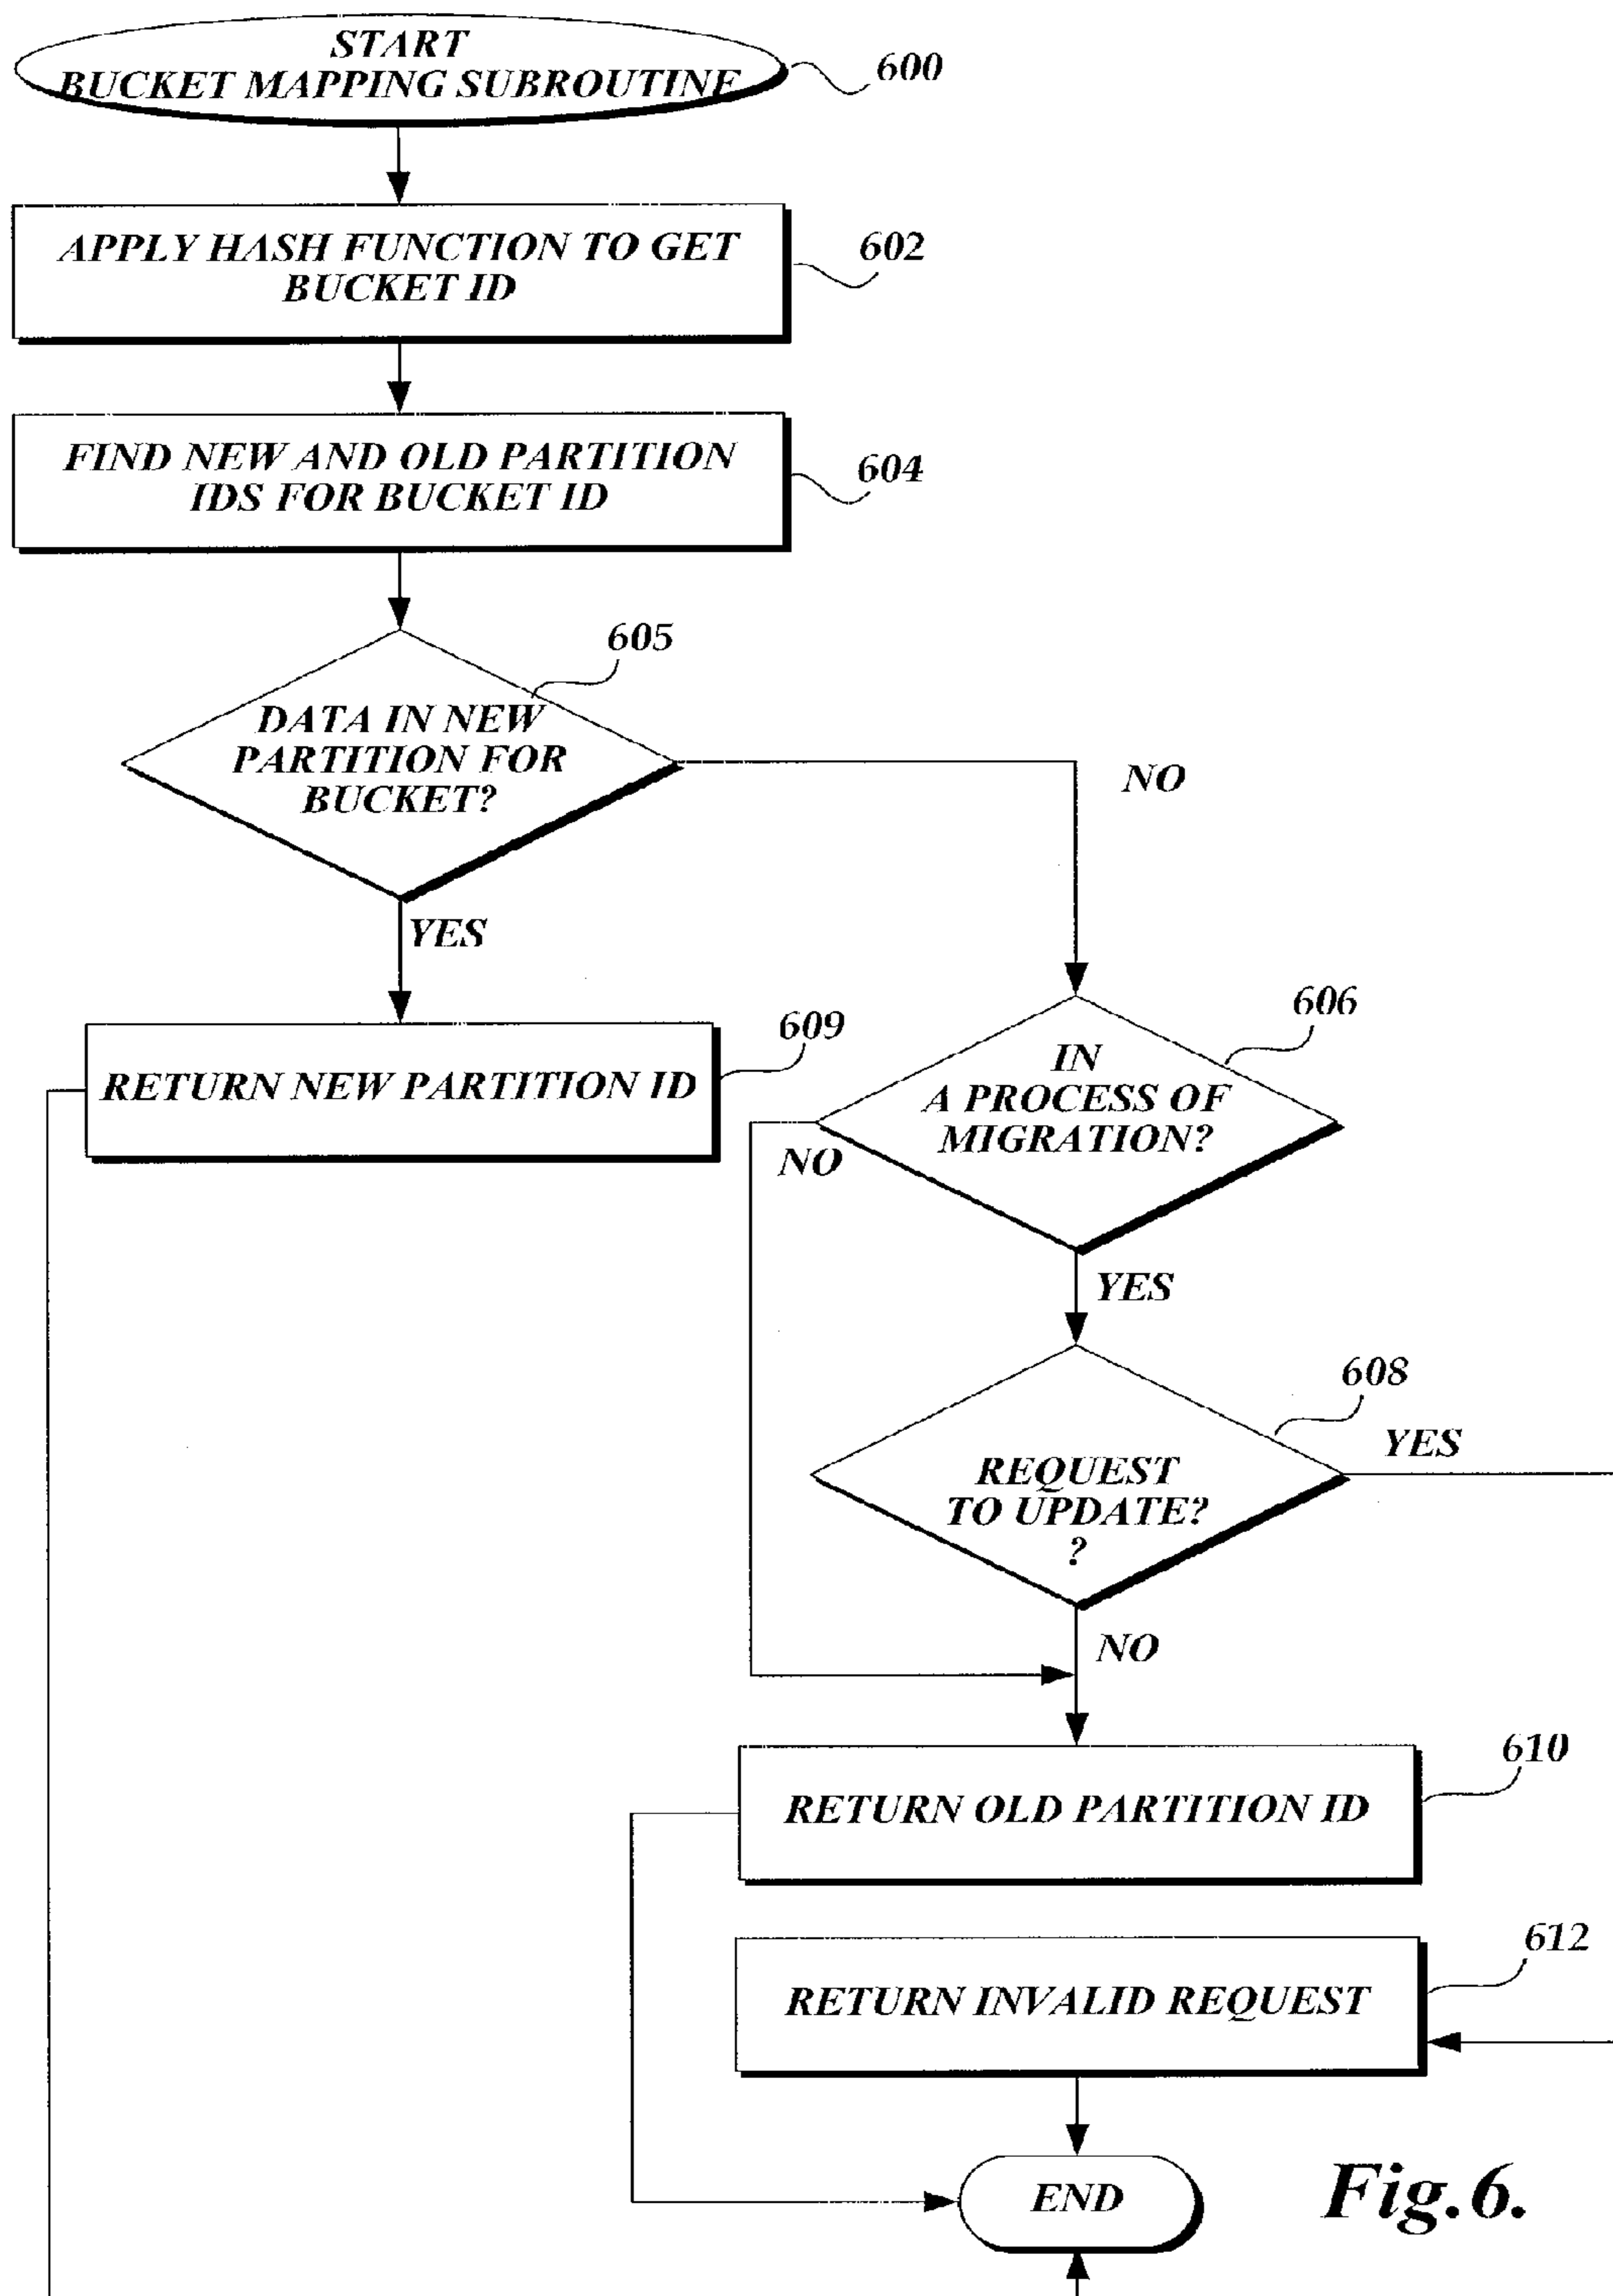 START
BUCKET MAPPING SUBROUTINE
600
APPLY HASH FUNCTION TO GET
BUCKET ID
602
FIND NEW AND OLD PARTITION
IDS FOR BUCKET ID
604
605
DATA IN NEW
PARTITION FOR
BUCKET?
NO
YES
606
609
RETURN NEW PARTITION ID
IN
A PROCESS OF
MIGRATION?
NO
YES
608
YES
REQUEST
TO UPDATE?
?
NO
610
RETURN OLD PARTITION ID
612
RETURN INVALID REQUEST
END
Fig.6.